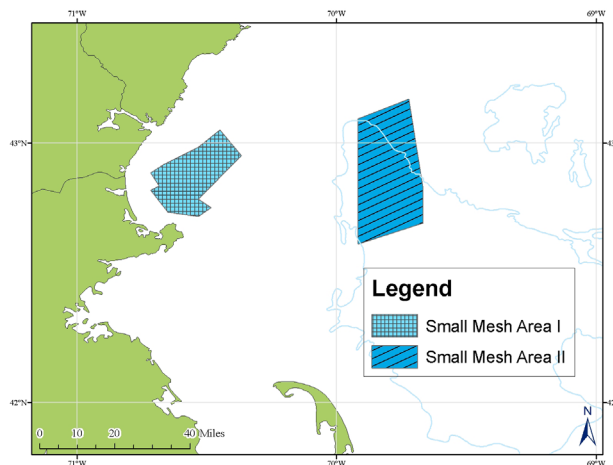 71°W
70°W
69°W
43°N
43°N
Legend
Small Mesh Area I
Small Mesh Area II
42°N
42°N
N
0 10 20 40 Miles
71°W
70°W
69°W